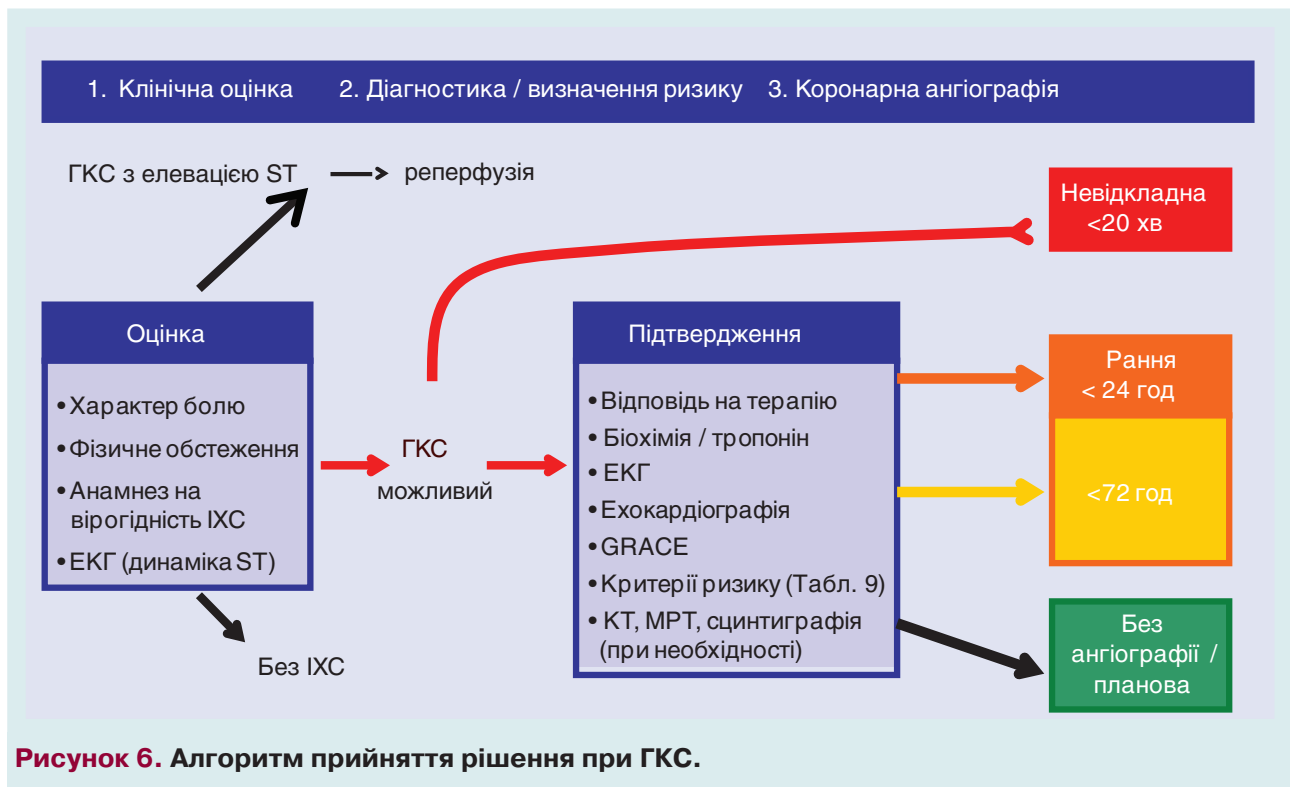 1. Клінічна оцінка 2. Діагностика / визначення ризику 3. Коронарна ангіографія
ГКС з елевацією ST
реперфузія
Невідкладна
<20 хв
Оцінка
• Характер болю
• Фізичне обстеження
• Анамнез на
вірогідність ІХС
• ЕКГ (динаміка ST)
ГКС
можливий
Без ІХС
Підтвердження
• Відповідь на терапію
• Біохімія / тропонін
• ЕКГ
• Ехокардіографія
• GRACE
• Критерії ризику (Табл. 9)
• КТ, МРТ, сцинтиграфія
(при необхідності)
Рання
< 24 год
<72 год
Без
ангіографії /
планова
Рисунок 6. Алгоритм прийняття рішення при ГКС.